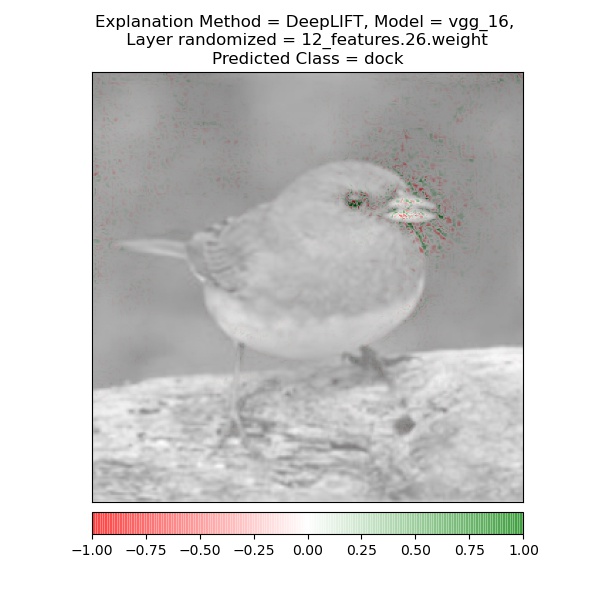 Explanation Method = DeepLIFT, Model = vgg_16,
Layer randomized = 12_features.26.weight
Predicted Class = dock
−1.00 −0.75 −0.50 −0.25 0.00 0.25 0.50 0.75 1.00